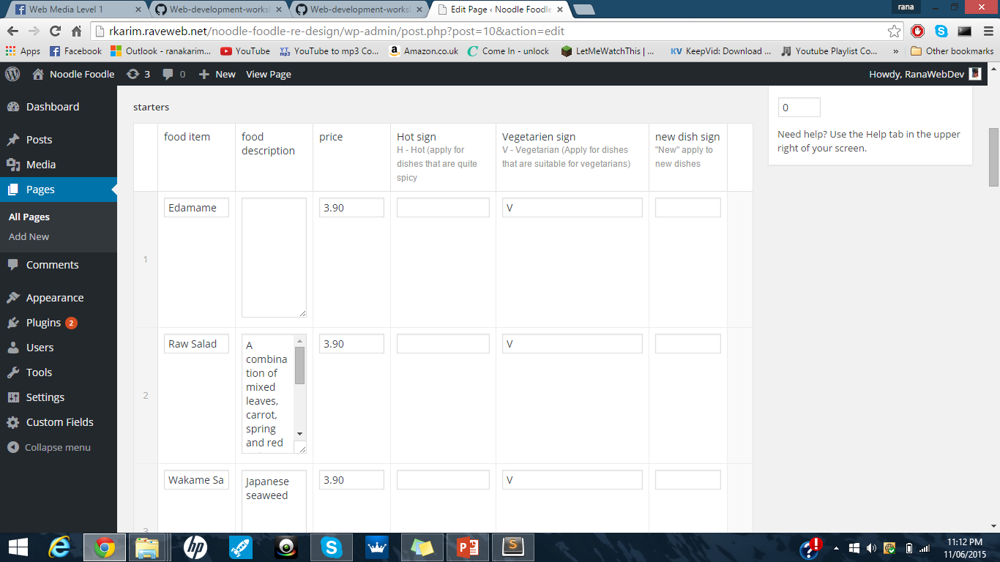 Web Media Level 1
Web-development-works
Web-development-works
Edit Page ‹ Noodle Foodle
rana
rkarim.raveweb.net/noodle-foodle-re-design/wp-admin/post.php?post=10&action=edit
Apps
Facebook
Outlook - ranakarim...
YouTube
YouTube to mp3 Co...
Amazon.co.uk
Come In - unlock
LetMeWatchThis | ...
KV KeepVid: Download ...
Youtube Playlist Co...
»
Other bookmarks
Noodle Foodle
3
0
New
View Page
Howdy, RanaWebDev
Dashboard
Posts
Media
Pages
All Pages
Add New
Comments
Appearance
Plugins 2
Users
Tools
Settings
Custom Fields
Collapse menu
starters
food item
food
description
price
Hot sign
H - Hot (apply for
dishes that are quite
spicy
Vegetarien sign
V - Vegetarian (Apply for dishes
that are suitable for vegetarians)
new dish sign
"New" apply to
new dishes
1
Edamame
3.90
V
2
Raw Salad
A
combina
tion of
mixed
leaves,
carrot,
spring
and red
3.90
V
3
Wakame Sa
Japanese
seaweed
3.90
V
0
Need help? Use the Help tab in the upper
right of your screen.
11:12 PM
11/06/2015